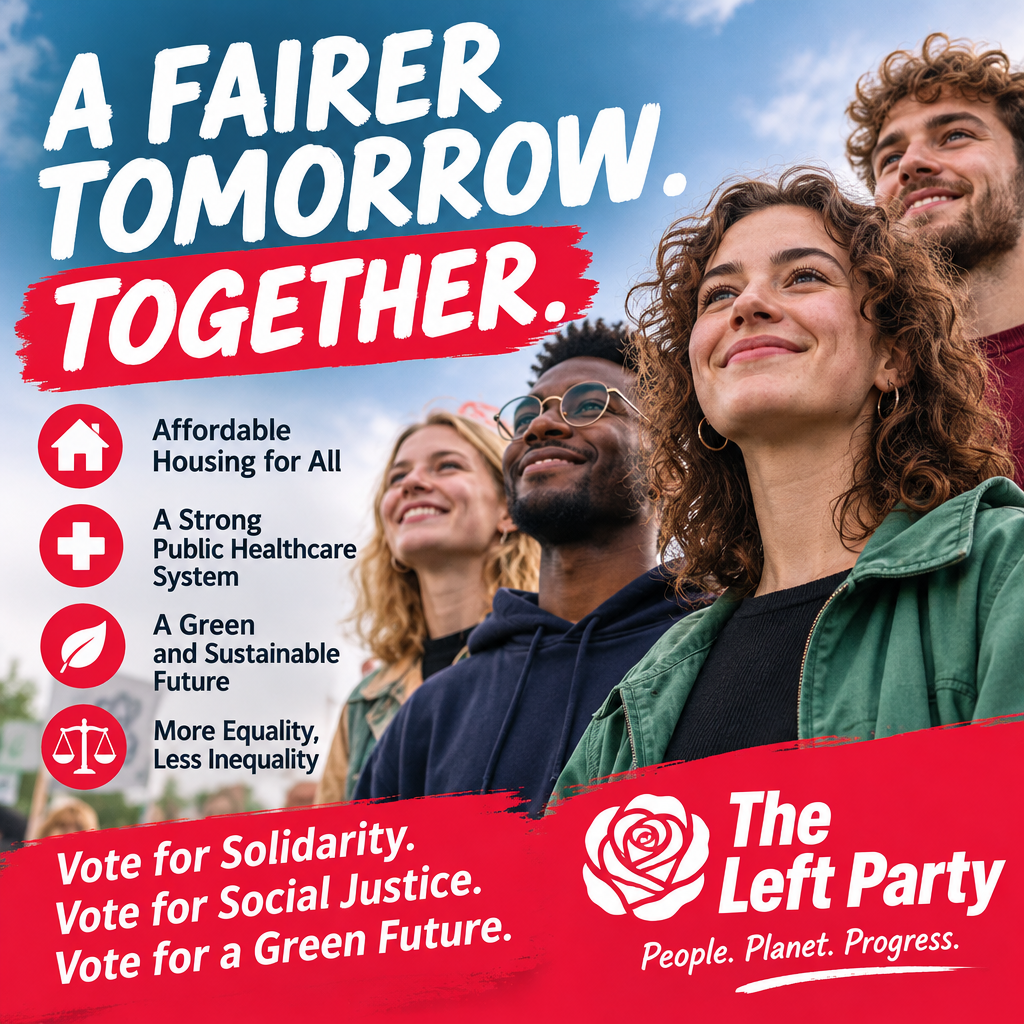 A FAIRER
TOMORROW.
TOGETHER.
Affordable
Housing for All
A Strong
Public Healthcare
System
A Green
and Sustainable
Future
More Equality,
Less Inequality
Vote for Solidarity.
Vote for Social Justice.
Vote for a Green Future.
The
Left Party
People. Planet. Progress.